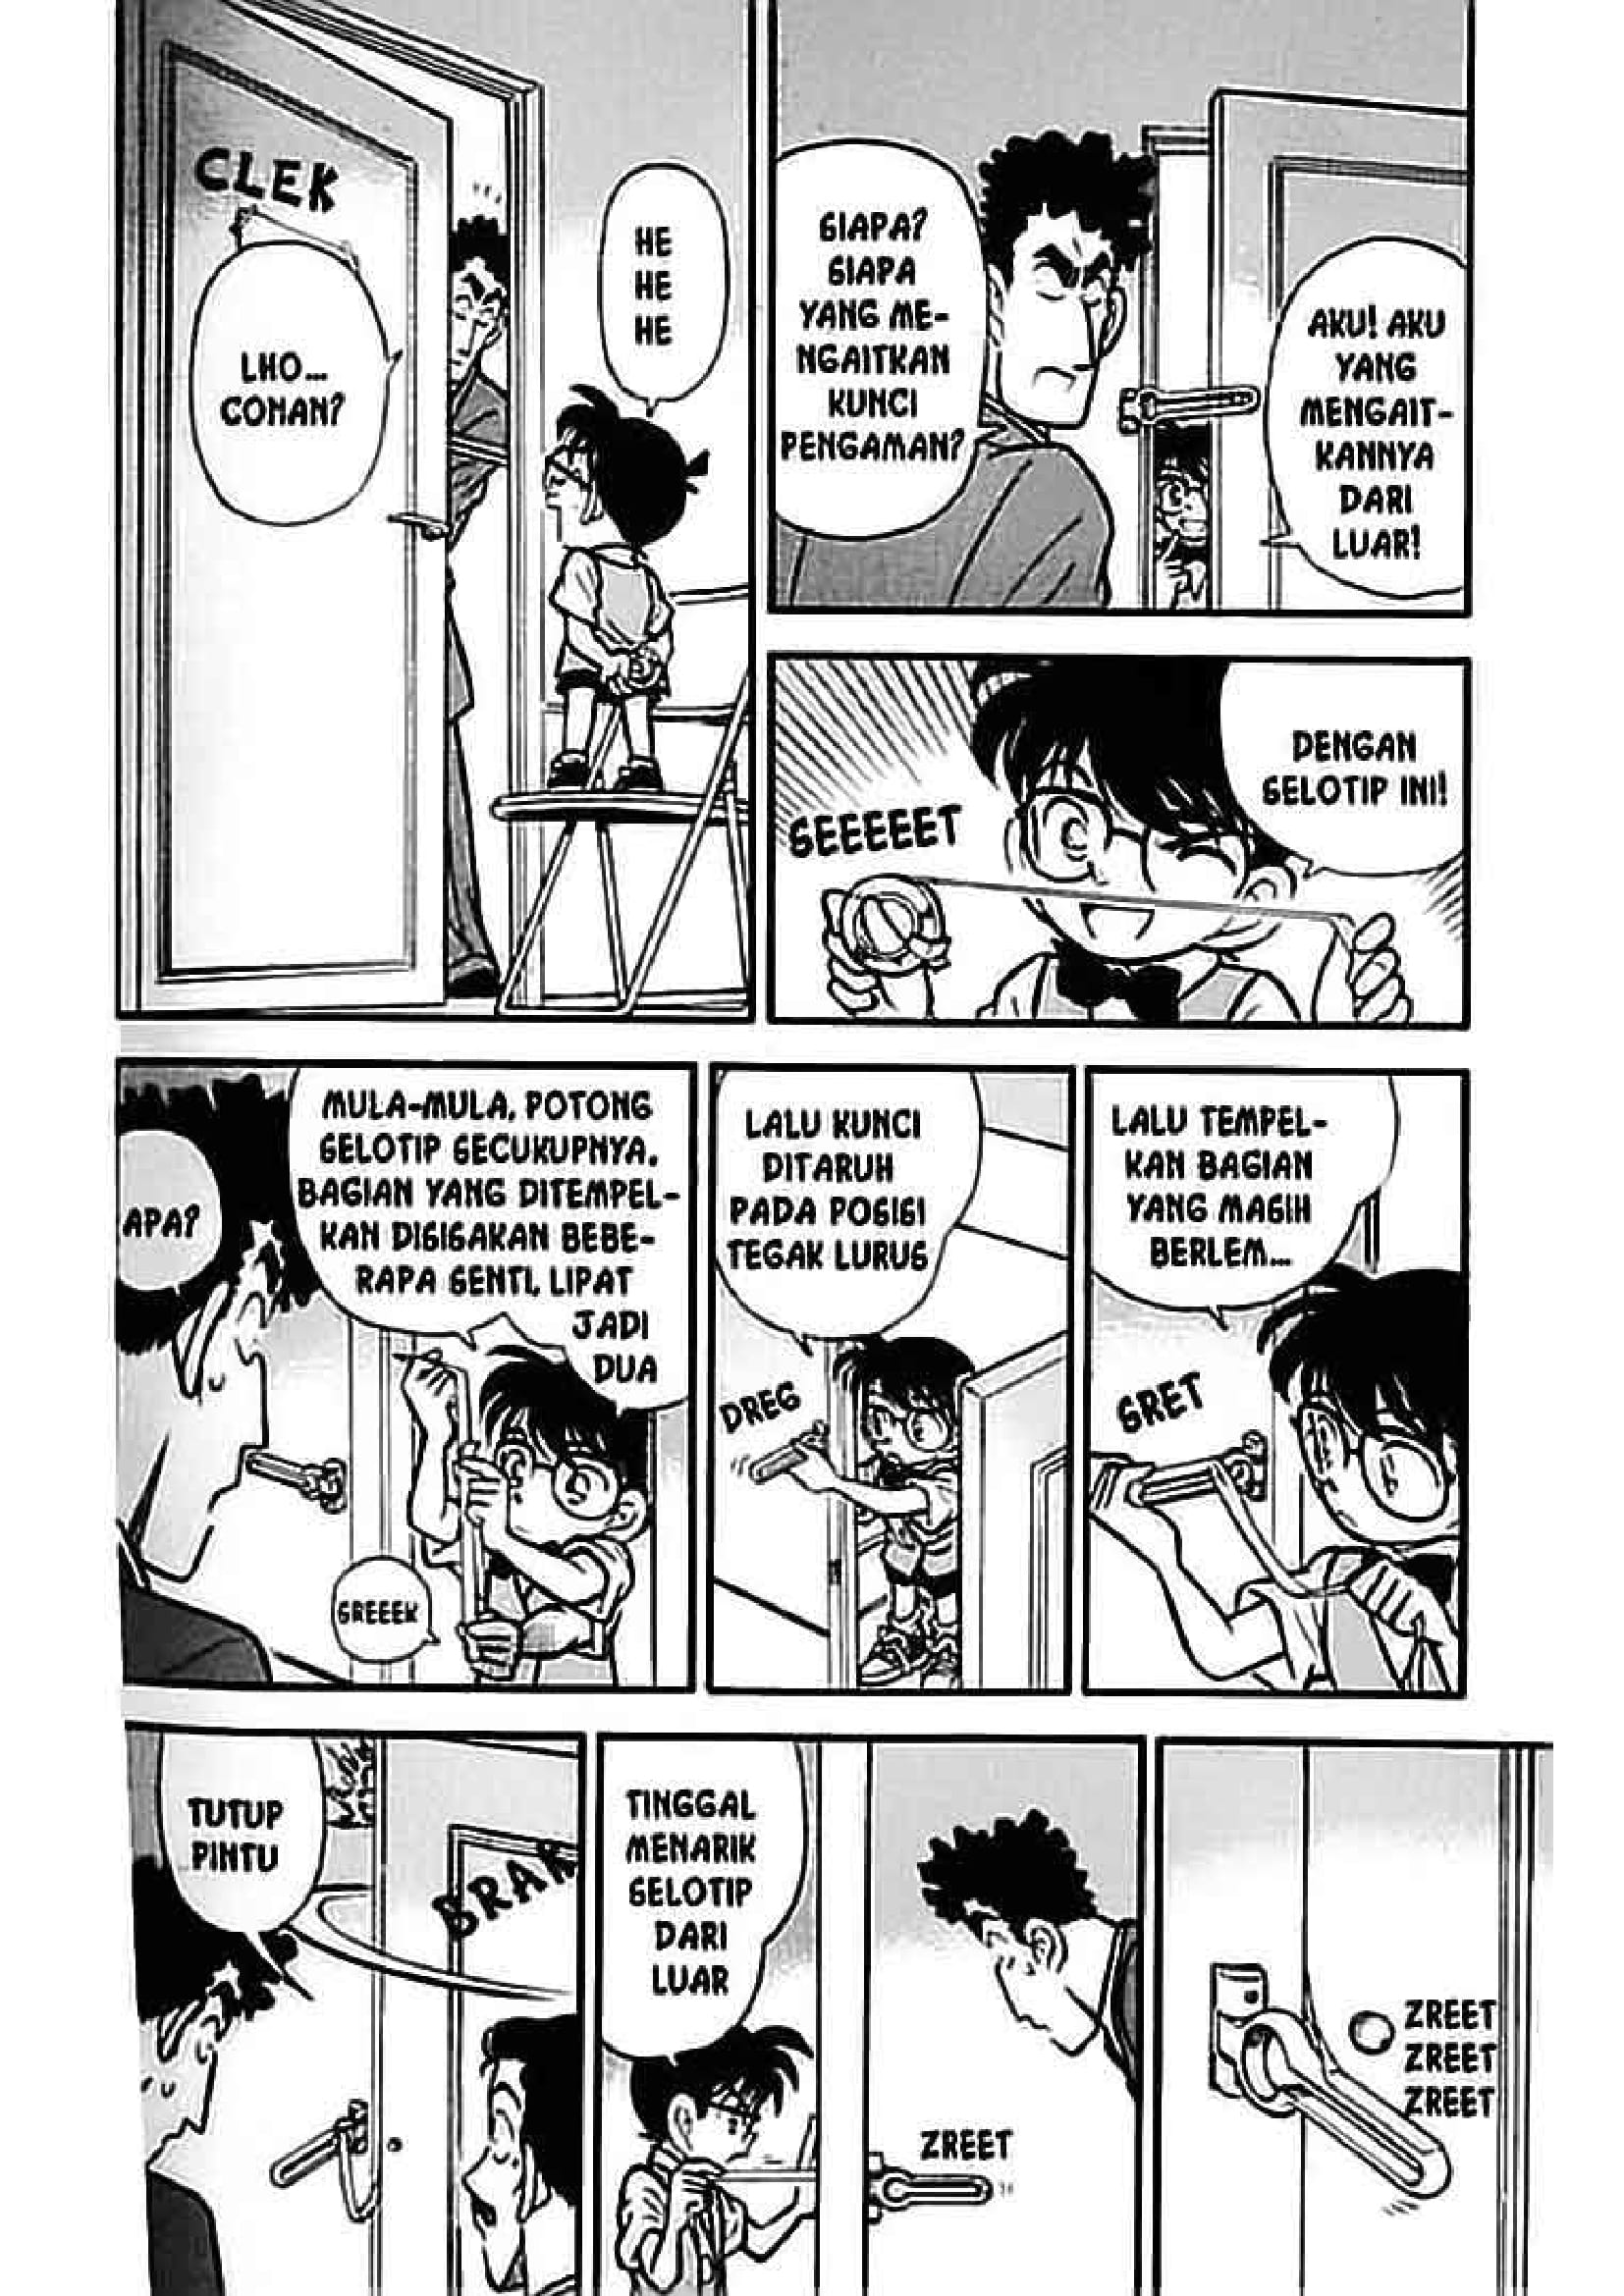 CLEK
LHO...
CONAN?
HE
HE
HE
SIAPA?
SIAPA
YANG ME-
NGAITKAN
KUNCI
PENGAMAN?
AKU! AKU
YANG
MENGAIT-
KANNYA
DARI
LUAR!
DENGAN
SELOTIP INI!
SEEEEET
APA?
MULA-MULA, POTONG
SELOTIP SECUKUPNYA.
BAGIAN YANG DITEMPEL-
KAN DISISAKAN BEBE-
RAPA SENTI, LIPAT
JADI
DUA
SREEEK
LALU KUNCI
DITARUH
PADA POSISI
TEGAK LURUS
DREG
LALU TEMPEL-
KAN BAGIAN
YANG MASIH
BERLEM...
SRET
TUTUP
PINTU
BRAK
TINGGAL
MENARIK
SELOTIP
DARI
LUAR
ZREET
ZREET
ZREET
ZREET